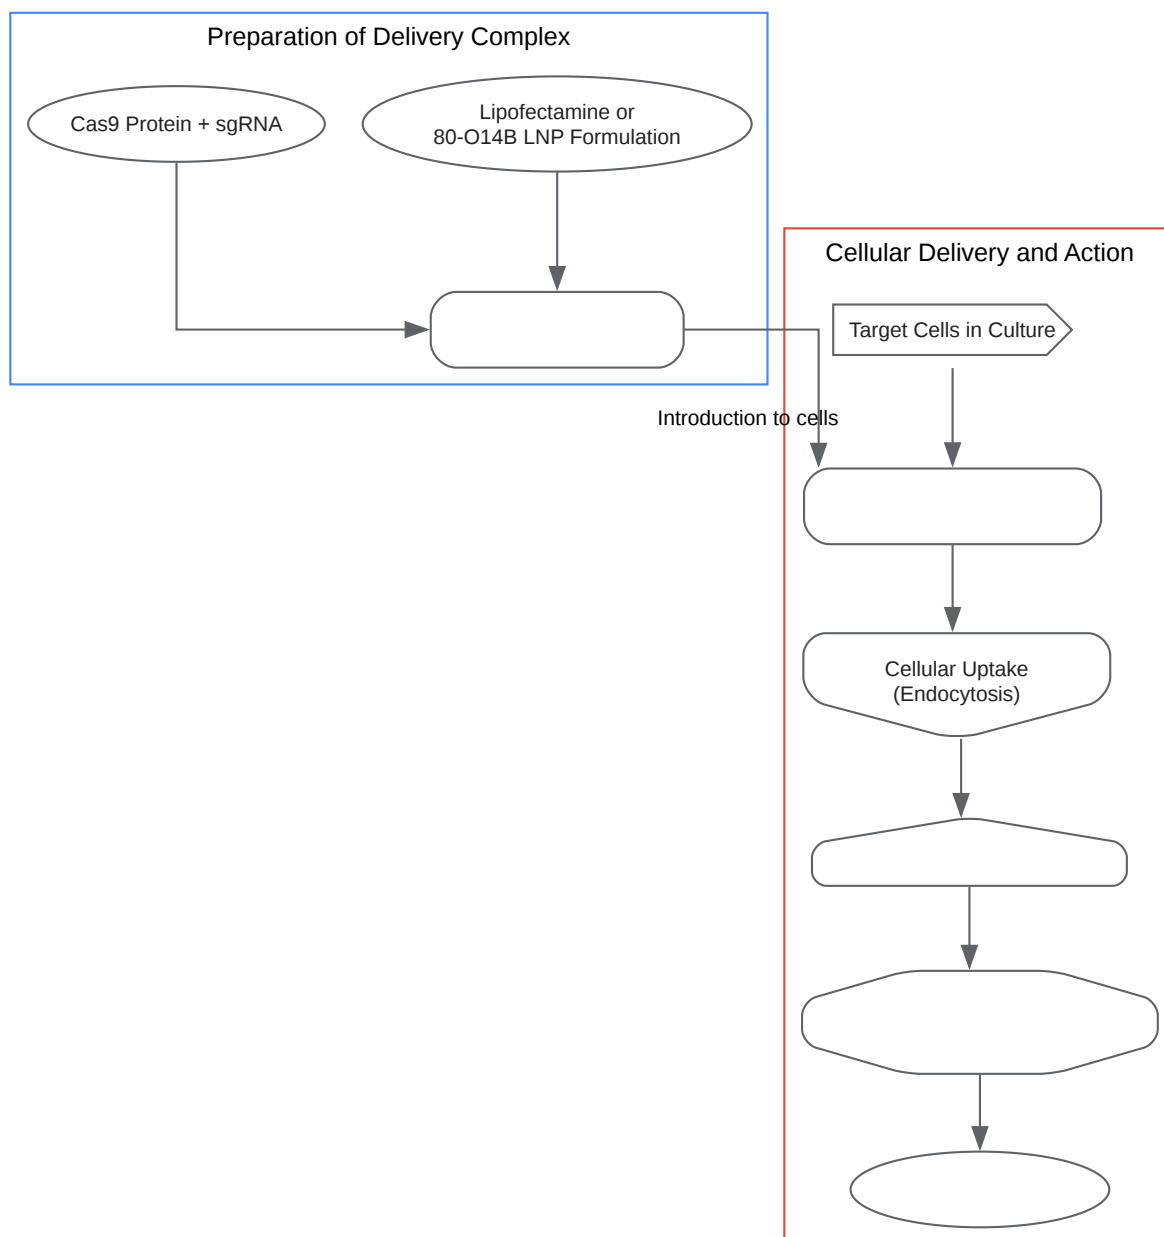 Preparation of Delivery Complex
Cas9 Protein + sgRNA
Lipofectamine or
80-O14B LNP Formulation
Cellular Delivery and Action
Target Cells in Culture
Introduction to cells
Cellular Uptake
(Endocytosis)